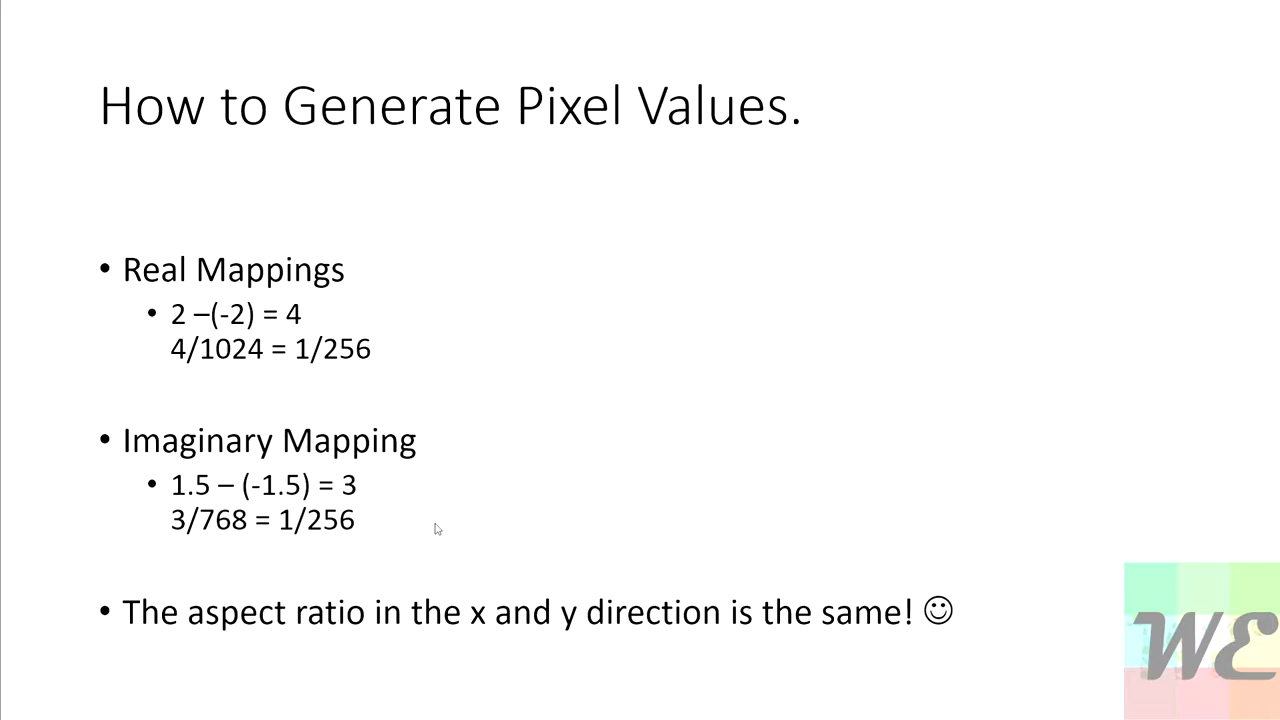 How to Generate Pixel Values.
• Real Mappings
• 2 –(-2) = 4
4/1024 = 1/256
• Imaginary Mapping
• 1.5 – (-1.5) = 3
3/768 = 1/256
• The aspect ratio in the x and y direction is the same! ☺
WE